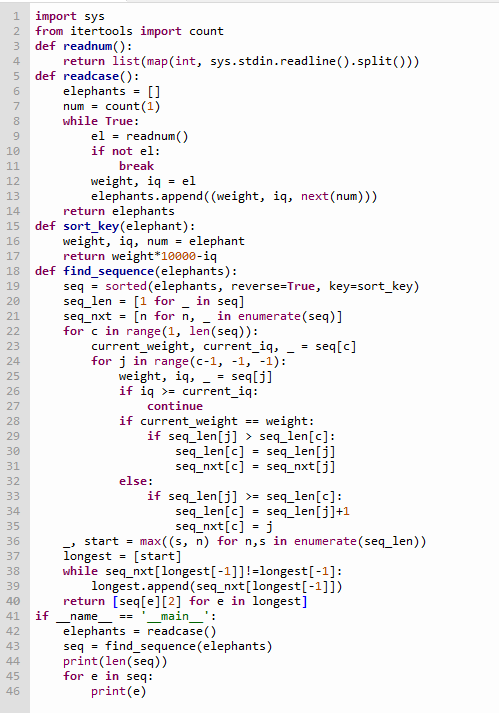 1 import sys
2 from itertools import count
3 def readnum():
4     return list(map(int, sys.stdin.readline().split()))
5 def readcase():
6     elephants = []
7     num = count(1)
8     while True:
9         el = readnum()
10         if not el:
11             break
12         weight, iq = el
13         elephants.append((weight, iq, next(num)))
14     return elephants
15 def sort_key(elephant):
16     weight, iq, num = elephant
17     return weight*10000-iq
18 def find_sequence(elephants):
19     seq = sorted(elephants, reverse=True, key=sort_key)
20     seq_len = [1 for _ in seq]
21     seq_nxt = [n for n, _ in enumerate(seq)]
22     for c in range(1, len(seq)):
23         current_weight, current_iq, _ = seq[c]
24         for j in range(c-1, -1, -1):
25             weight, iq, _ = seq[j]
26             if iq >= current_iq:
27                 continue
28             if current_weight == weight:
29                 if seq_len[j] > seq_len[c]:
30                     seq_len[c] = seq_len[j]
31                     seq_nxt[c] = seq_nxt[j]
32             else:
33                 if seq_len[j] >= seq_len[c]:
34                     seq_len[c] = seq_len[j]+1
35                     seq_nxt[c] = j
36     _, start = max((s, n) for n,s in enumerate(seq_len))
37     longest = [start]
38     while seq_nxt[longest[-1]]!=longest[-1]:
39         longest.append(seq_nxt[longest[-1]])
40     return [seq[e][2] for e in longest]
41 if __name__ == '__main__':
42     elephants = readcase()
43     seq = find_sequence(elephants)
44     print(len(seq))
45     for e in seq:
46         print(e)